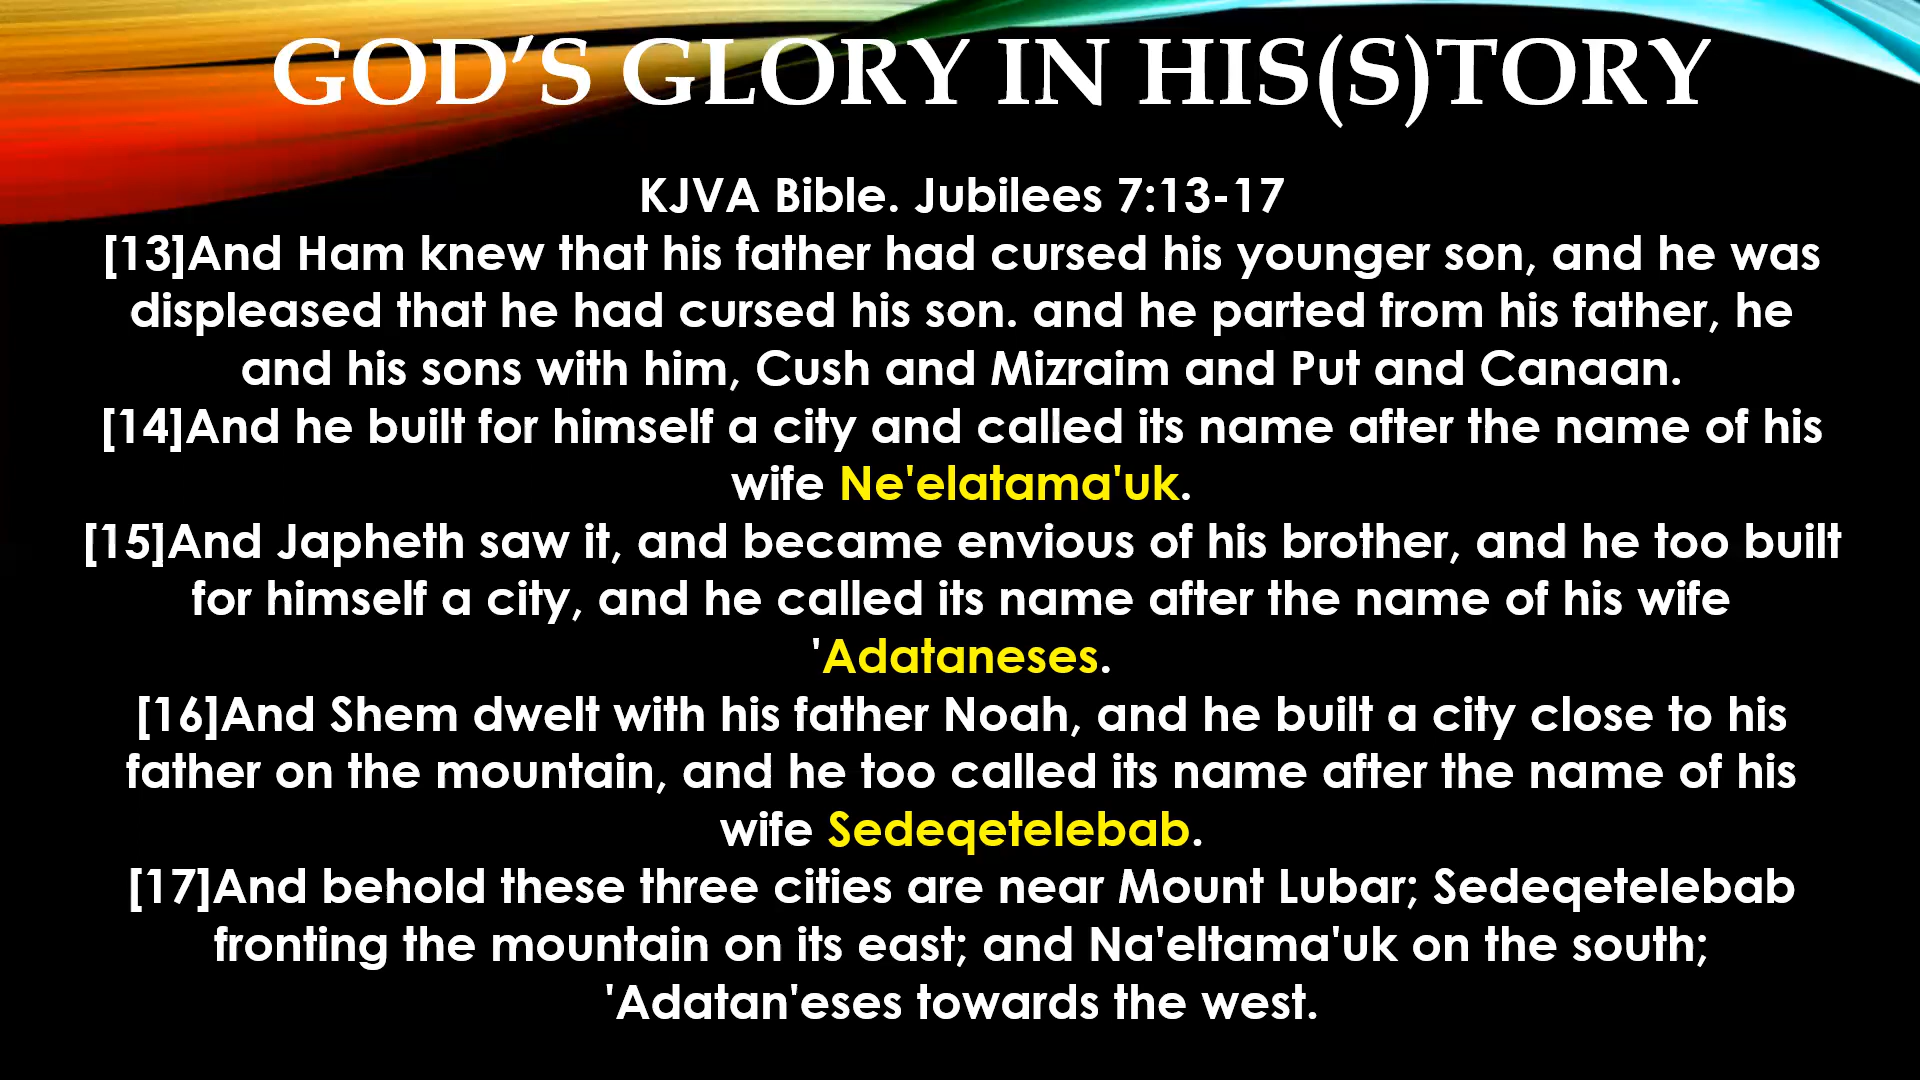 GOD’S GLORY IN HIS(S)TORY
KJVA Bible. Jubilees 7:13-17
[13]And Ham knew that his father had cursed his younger son, and he was
displeased that he had cursed his son. and he parted from his father, he
and his sons with him, Cush and Mizraim and Put and Canaan.
[14]And he built for himself a city and called its name after the name of his
wife Ne'elatama'uk.
[15]And Japheth saw it, and became envious of his brother, and he too built
for himself a city, and he called its name after the name of his wife
'Adataneses.
[16]And Shem dwelt with his father Noah, and he built a city close to his
father on the mountain, and he too called its name after the name of his
wife Sedeqetelebab.
[17]And behold these three cities are near Mount Lubar; Sedeqetelebab
fronting the mountain on its east; and Na'eltama'uk on the south;
'Adatan'eses towards the west.